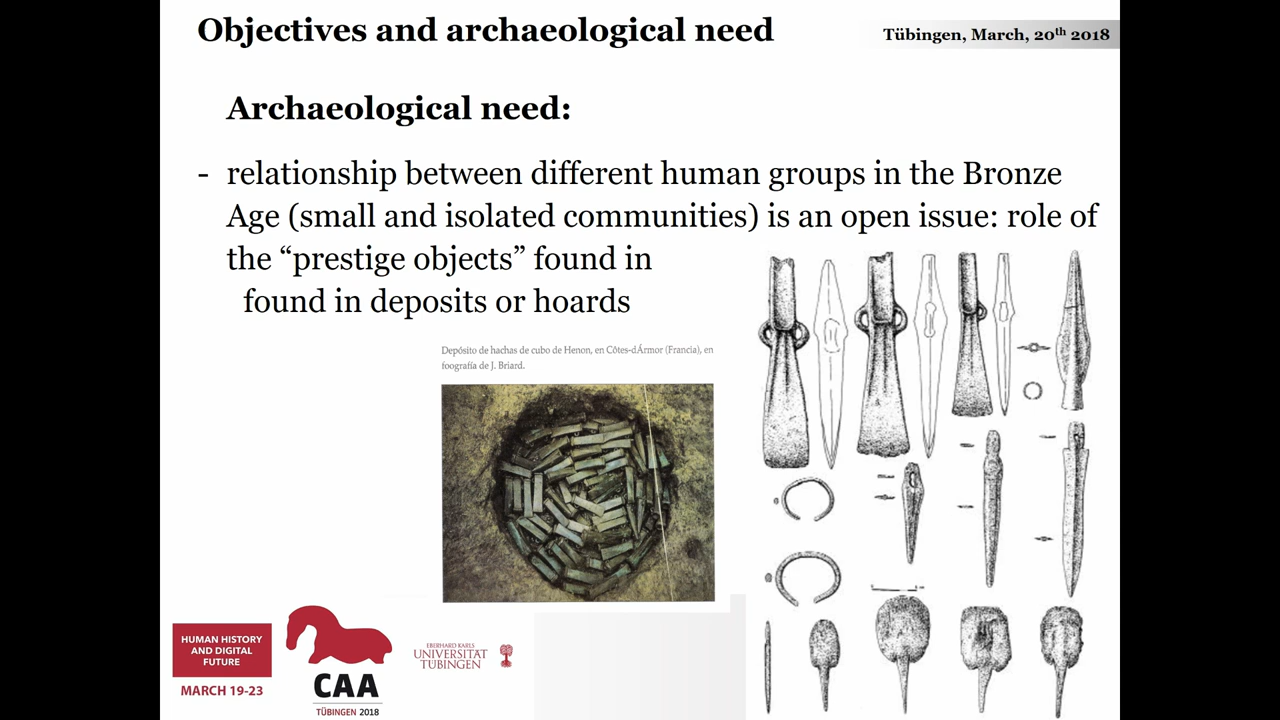 Objectives and archaeological need
Tübingen, March, 20th 2018
Archaeological need:
- relationship between different human groups in the Bronze
Age (small and isolated communities) is an open issue: role of
the “prestige objects” found in
found in deposits or hoards
Depósito de hachas de cubo de Henon, en Côtes-dÁrmor (Francia), en
foografía de J. Briard.
HUMAN HISTORY
AND DIGITAL
FUTURE
MARCH 19-23
CAA
TÜBINGEN 2018
EBERHARD KARLS
UNIVERSITÄT
TÜBINGEN